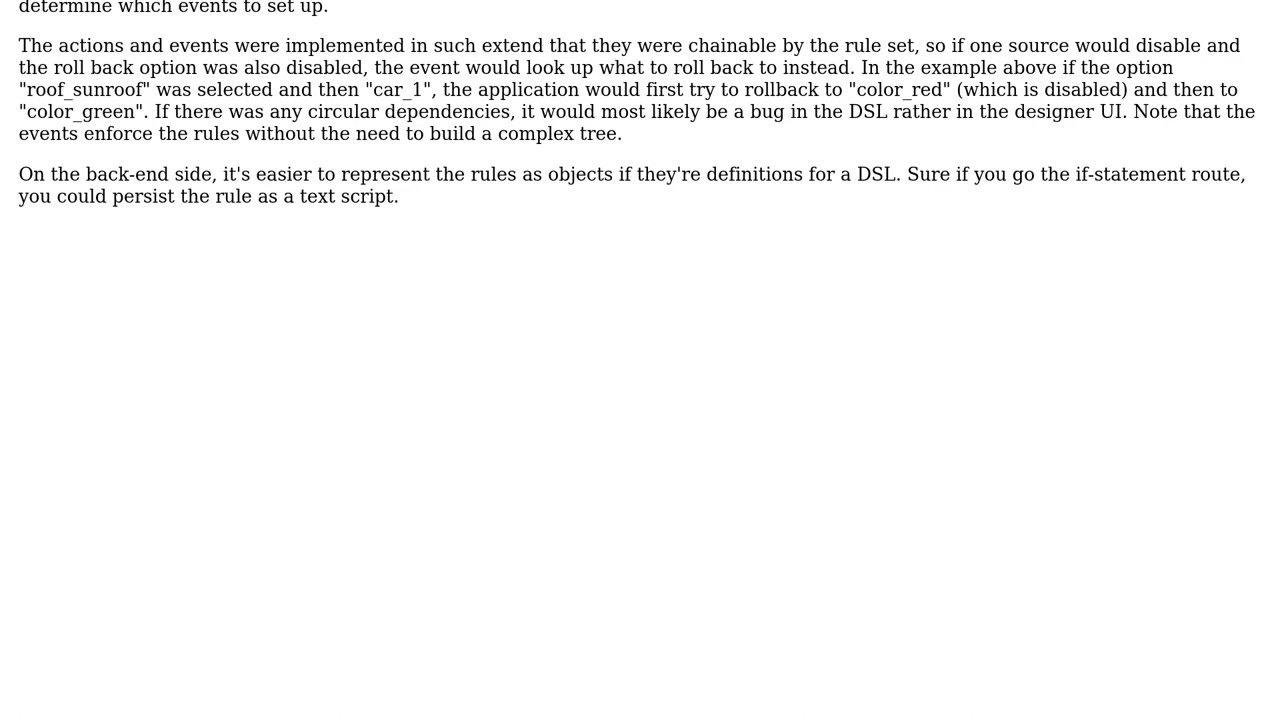 determine which events to set up.
The actions and events were implemented in such extend that they were chainable by the rule set, so if one source would disable and
the roll back option was also disabled, the event would look up what to roll back to instead. In the example above if the option
"roof_sunroof" was selected and then "car_1", the application would first try to rollback to "color_red" (which is disabled) and then to
"color_green". If there was any circular dependencies, it would most likely be a bug in the DSL rather in the designer UI. Note that the
events enforce the rules without the need to build a complex tree.
On the back-end side, it's easier to represent the rules as objects if they're definitions for a DSL. Sure if you go the if-statement route,
you could persist the rule as a text script.